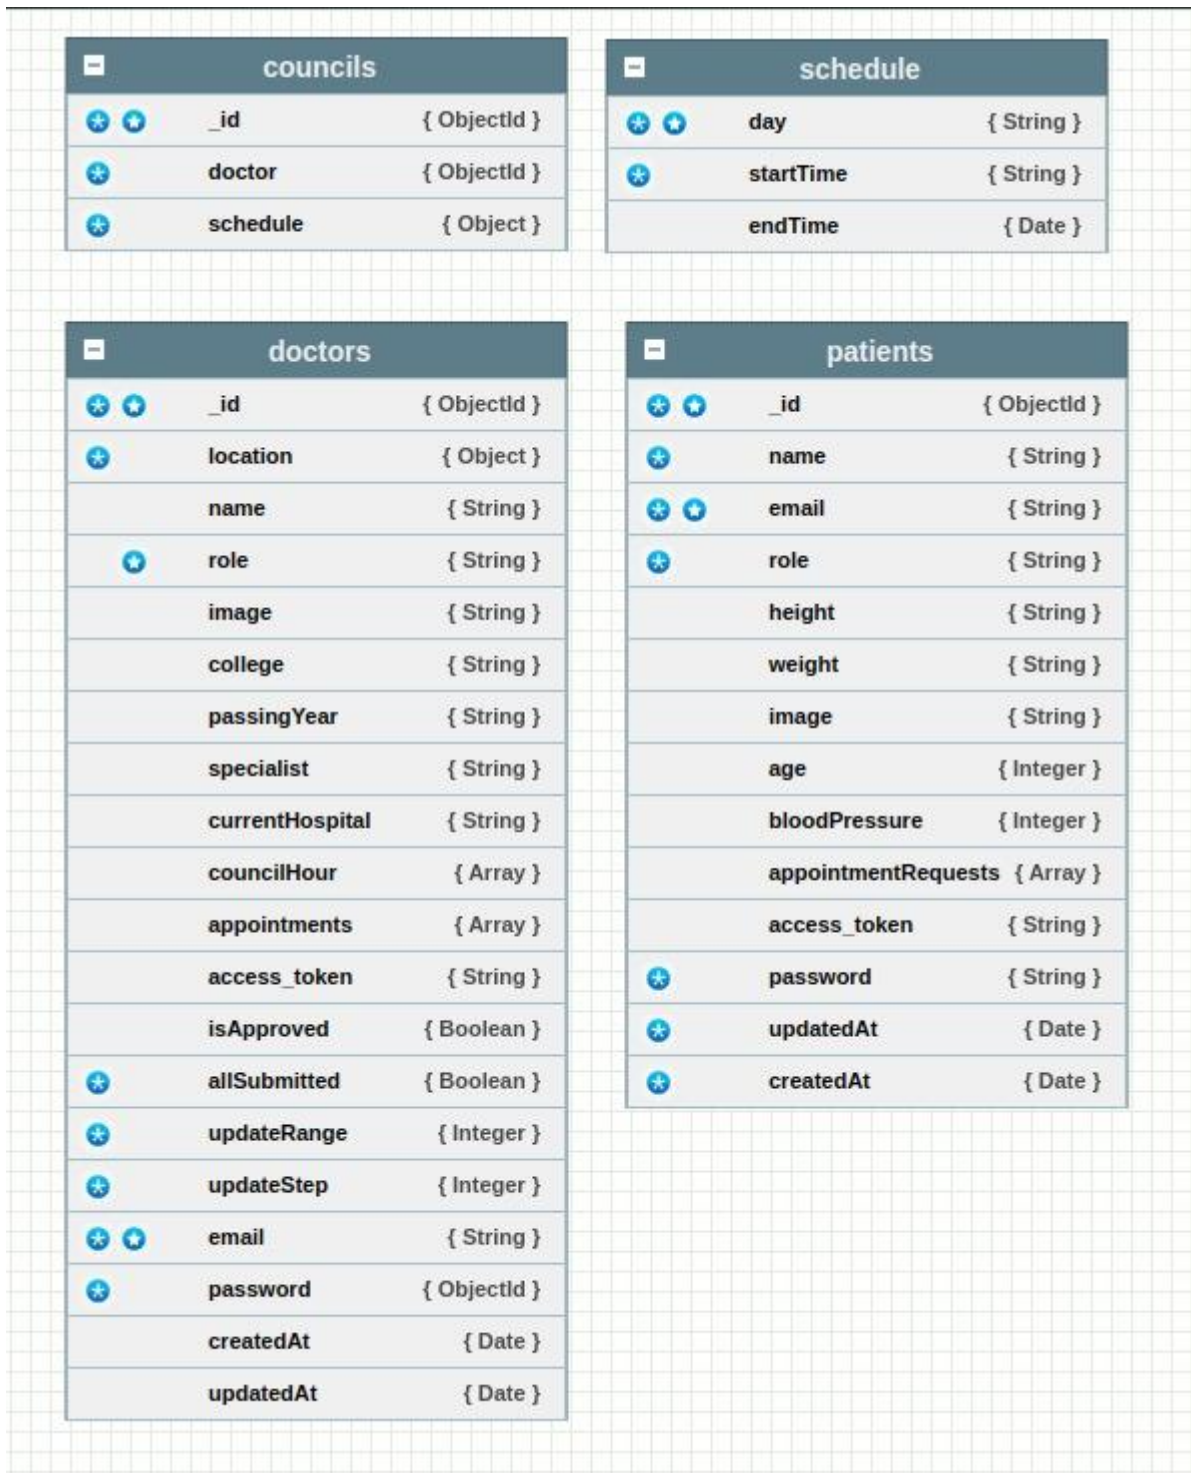 councils
_id { ObjectId }
doctor { ObjectId }
schedule { Object }
schedule
day { String }
startTime { String }
endTime { Date }
doctors
_id { ObjectId }
location { Object }
name { String }
role { String }
image { String }
college { String }
passingYear { String }
specialist { String }
currentHospital { String }
councilHour { Array }
appointments { Array }
access_token { String }
isApproved { Boolean }
allSubmitted { Boolean }
updateRange { Integer }
updateStep { Integer }
email { String }
password { ObjectId }
createdAt { Date }
updatedAt { Date }
patients
_id { ObjectId }
name { String }
email { String }
role { String }
height { String }
weight { String }
image { String }
age { Integer }
bloodPressure { Integer }
appointmentRequests { Array }
access_token { String }
password { String }
updatedAt { Date }
createdAt { Date }